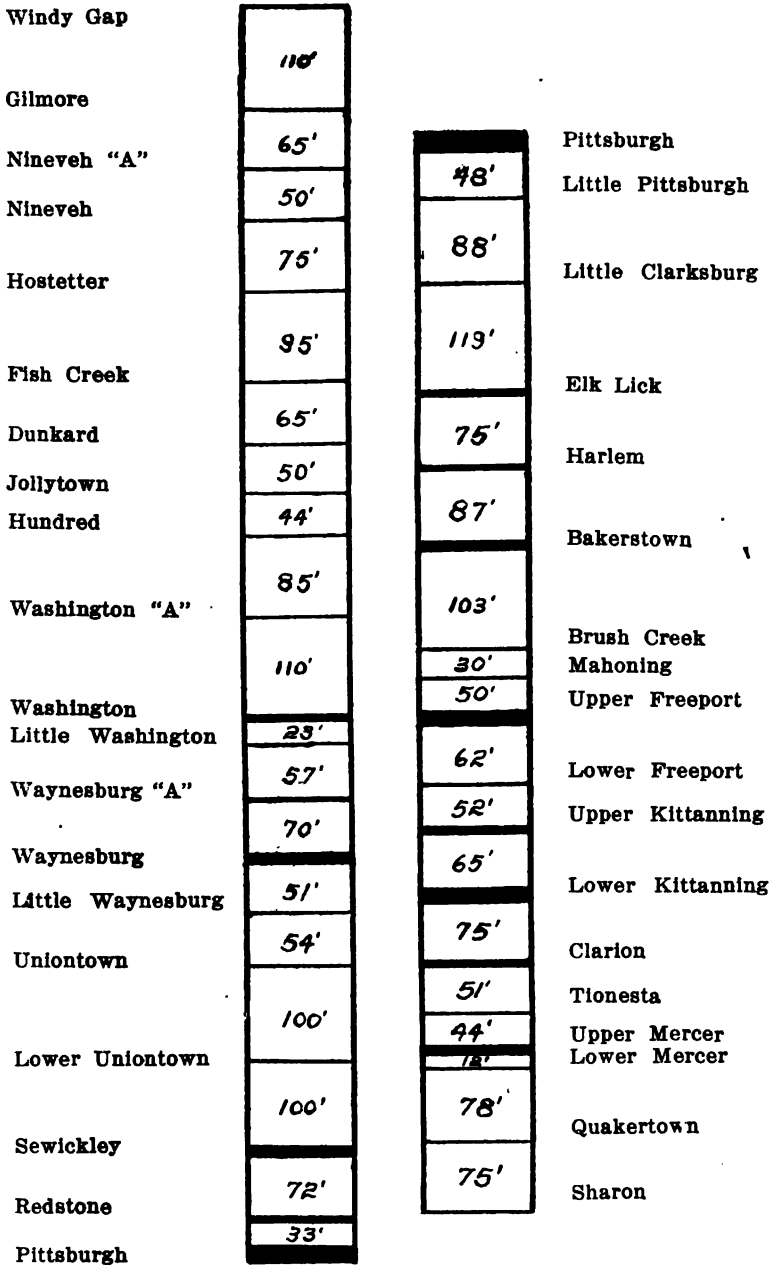 Windy Gap
110'
Gilmore
65'
Nineveh “A”
50'
Nineveh
75'
Hostetter
95'
Fish Creek
65'
Dunkard
50'
Jollytown
44'
Hundred
85'
Washington “A”
110'
Washington
23'
Little Washington
57'
Waynesburg “A”
70'
Waynesburg
51'
Little Waynesburg
54'
Uniontown
100'
Lower Uniontown
100'
Sewickley
72'
Redstone
33'
Pittsburgh
Pittsburgh
48'
Little Pittsburgh
88'
Little Clarksburg
119'
Elk Lick
75'
Harlem
87'
Bakerstown
103'
Brush Creek
30'
Mahoning
50'
Upper Freeport
62'
Lower Freeport
52'
Upper Kittanning
65'
Lower Kittanning
75'
Clarion
51'
Tionesta
44'
Upper Mercer
Lower Mercer
78'
Quakertown
75'
Sharon